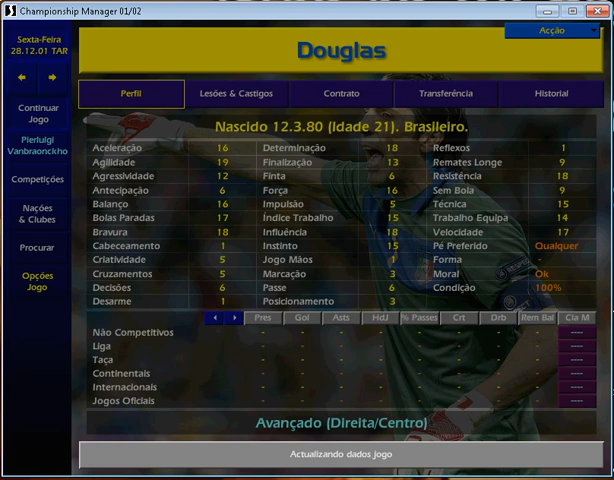 Championship Manager 01/02
Sexta-Feira
28.12.01 TAR
Acção
Douglas
Continuar
Jogo
Pierluigi
Vanbraonckho
Competições
Nações
& Clubes
Procurar
Opções
Jogo
Perfil Lesões & Castigos Contrato Transferência Historial
Nascido 12.3.80 (Idade 21). Brasileiro.
Aceleração 16 Determinação 18 Reflexos 1
Agilidade 19 Finalização 13 Remates Longe 9
Agressividade 12 Finta 6 Resistência 18
Antecipação 6 Força 16 Sem Bola 9
Balanço 16 Impulsão 5 Técnica 15
Bolas Paradas 17 Índice Trabalho 15 Trabalho Equipa 14
Bravura 18 Influência 18 Velocidade 17
Cabeceamento 1 Instinto 15 Pé Preferido Qualquer
Criatividade 5 Jogo Mãos 1 Forma -
Cruzamentos 5 Marcação 3 Moral Ok
Decisões 6 Passe 6 Condição 100%
Desarme 1 Posicionamento 3
Pres Gol Asts HdJ % Passes Crt Drb Rem Bal Cla M
Não Competitivos - - - - - - - - ----
Liga - - - - - - - - ----
Taça - - - - - - - - ----
Continentais - - - - - - - - ----
Internacionais - - - - - - - - ----
Jogos Oficiais - - - - - - - - ----
Avançado (Direita/Centro)
Actualizando dados jogo